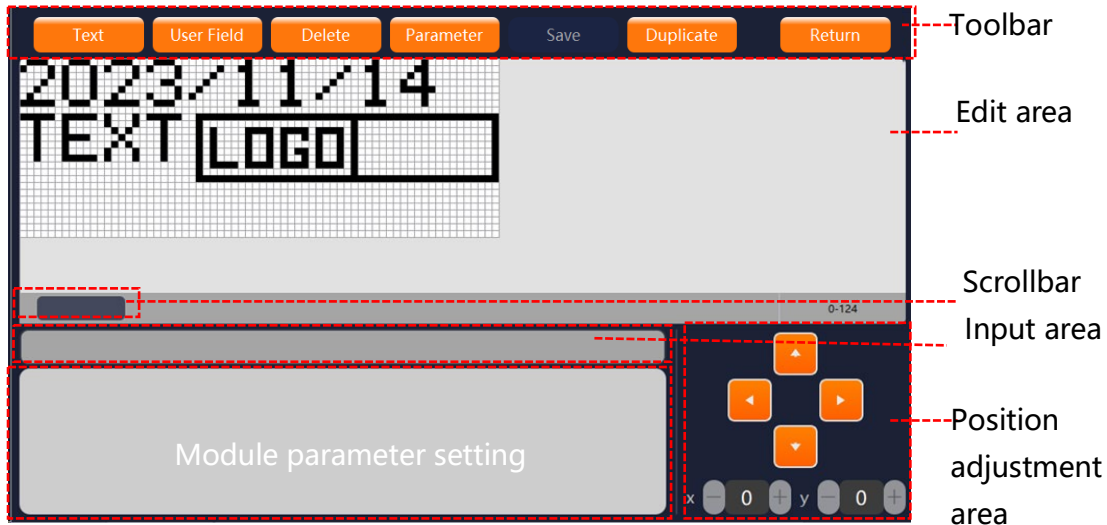 Text User Field Delete Parameter Save Duplicate Return
Toolbar
2023/11/14
TEXT LOGO
Edit area
Scrollbar
0-124
Input area
Module parameter setting
Position
adjustment
area
x - 0 + y - 0 +